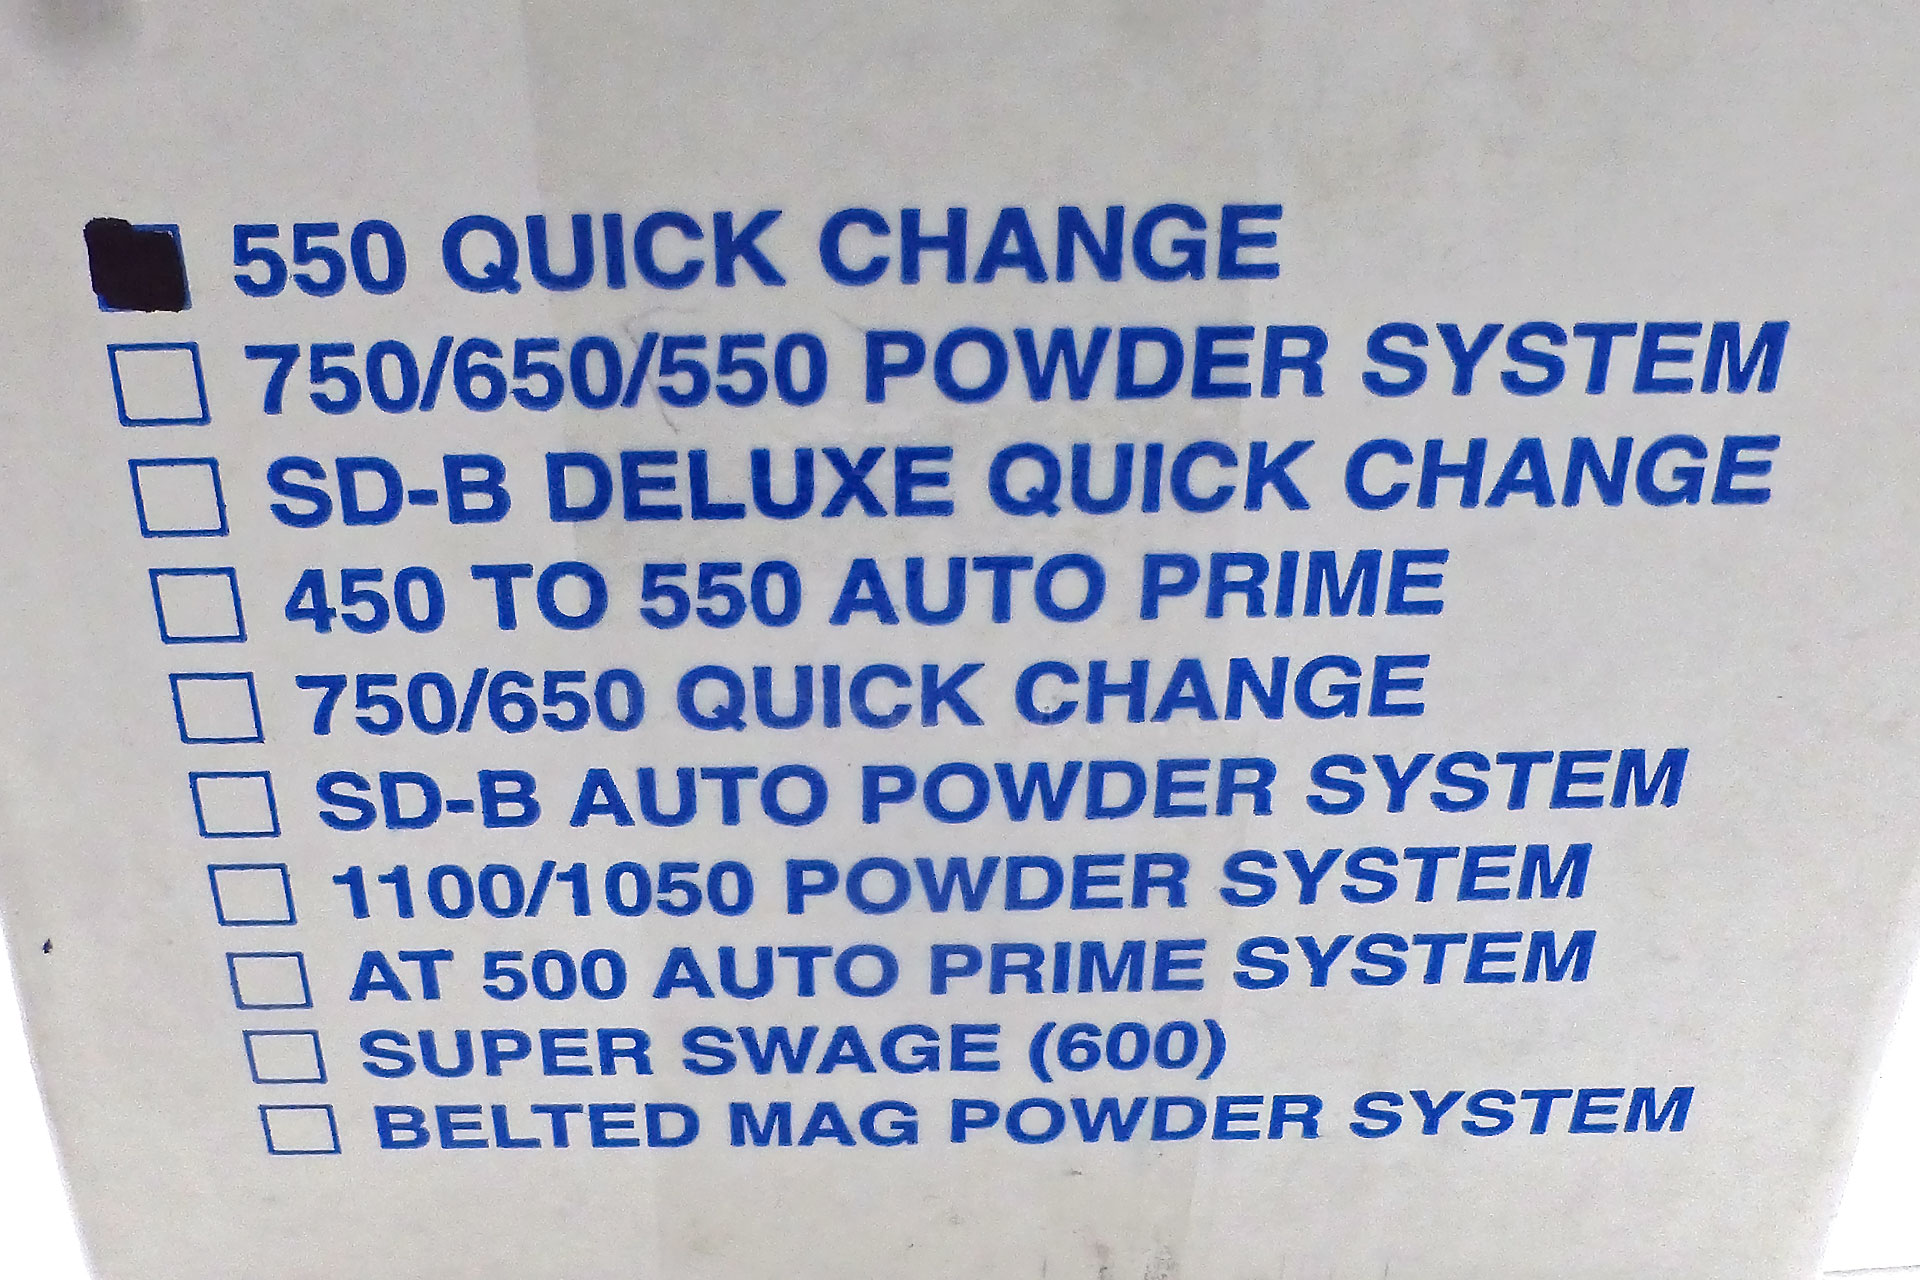 550 QUICK CHANGE
750/650/550 POWDER SYSTEM
SD-B DELUXE QUICK CHANGE
450 TO 550 AUTO PRIME
750/650 QUICK CHANGE
SD-B AUTO POWDER SYSTEM
1100/1050 POWDER SYSTEM
AT 500 AUTO PRIME SYSTEM
SUPER SWAGE (600)
BELTED MAG POWDER SYSTEM